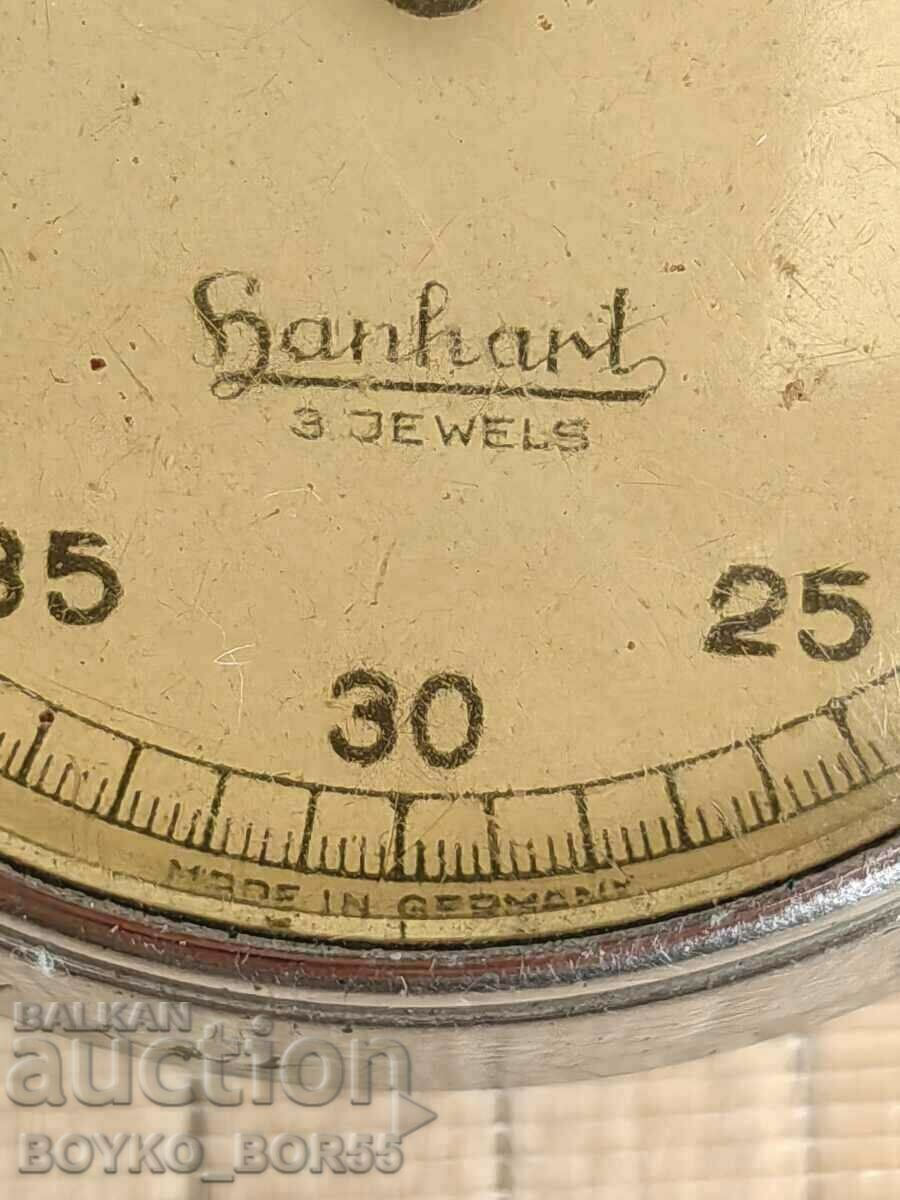 Hanhart
3 JEWELS
35 30 25
MADE IN GERMANY
BALKAN
auction
BOYKO_BOR55